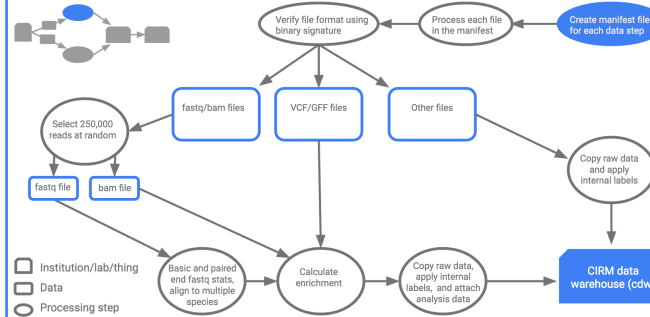 Verify file format using
binary signature
Process each file
in the manifest
Create manifest file
for each data step
fastq/bam files
VCF/GFF files
Other files
Select 250,000
reads at random
Copy raw data
and apply
internal labels
fastq file
bam file
Institution/lab/thing
Data
Processing step
Basic and paired
end fastq stats,
align to multiple
species
Calculate
enrichment
Copy raw data,
apply internal
labels, and attach
analysis data
CIRM data
warehouse (cdw